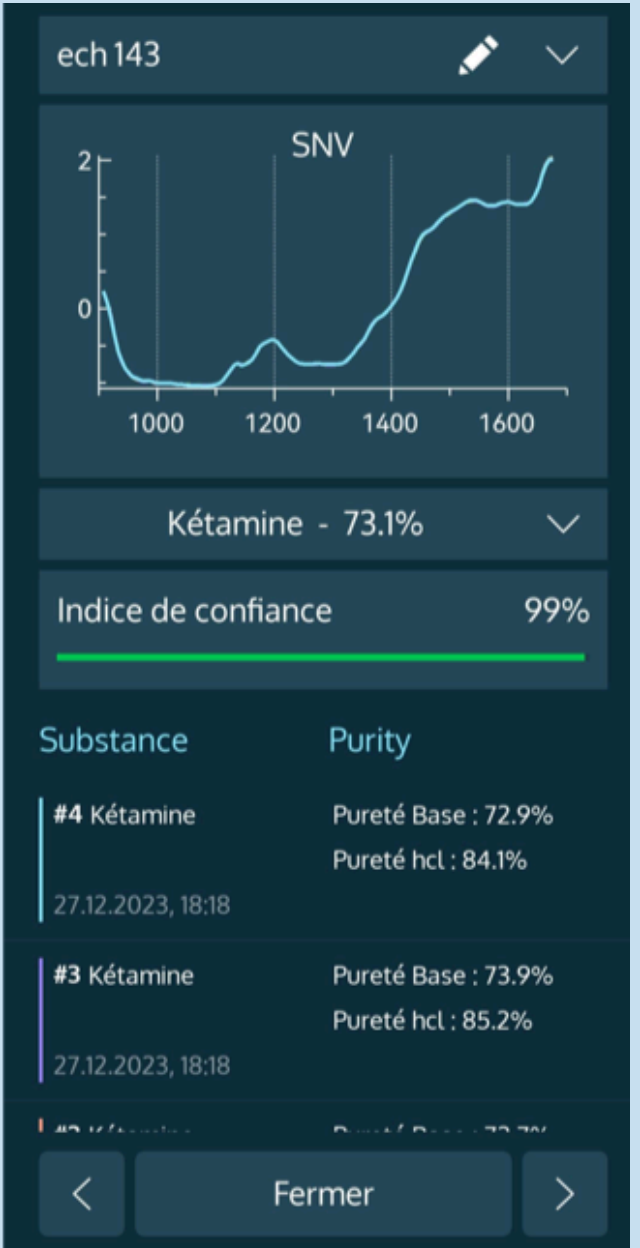 ech 143
SNV
2
0
1000 1200 1400 1600
Kétamine - 73.1%
Indice de confiance 99%
Substance Purity
#4 Kétamine Pureté Base : 72.9%
Pureté hcl : 84.1%
27.12.2023, 18:18
#3 Kétamine Pureté Base : 73.9%
Pureté hcl : 85.2%
27.12.2023, 18:18
Fermer